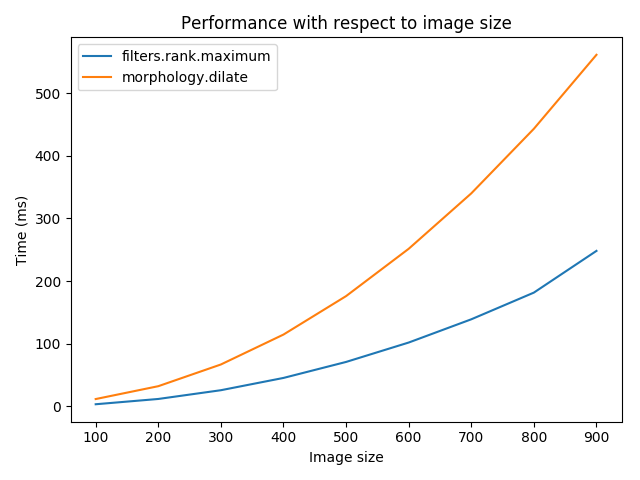 Performance with respect to image size
filters.rank.maximum
morphology.dilate
Time (ms)
500
400
300
200
100
0
100 200 300 400 500 600 700 800 900
Image size